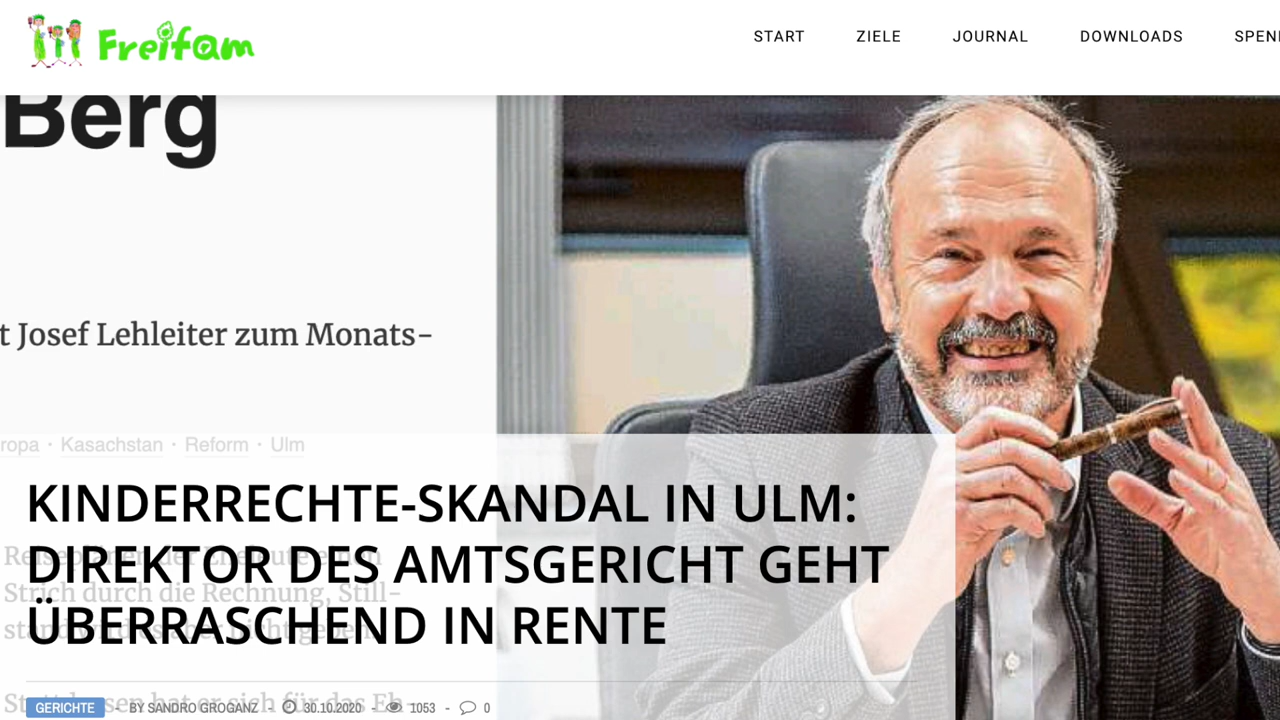 Freifam
START ZIELE JOURNAL DOWNLOADS SPEN
Berg
t Josef Lehleiter zum Monats-
ropa · Kasachstan · Reform · Ulm
KINDERRECHTE-SKANDAL IN ULM:
DIREKTOR DES AMTSGERICHT GEHT
ÜBERRASCHEND IN RENTE
Strich durch die Rechnung, Still-
GERICHTE - BY SANDRO GROGANZ - 30.10.2020 - 1053 - 0